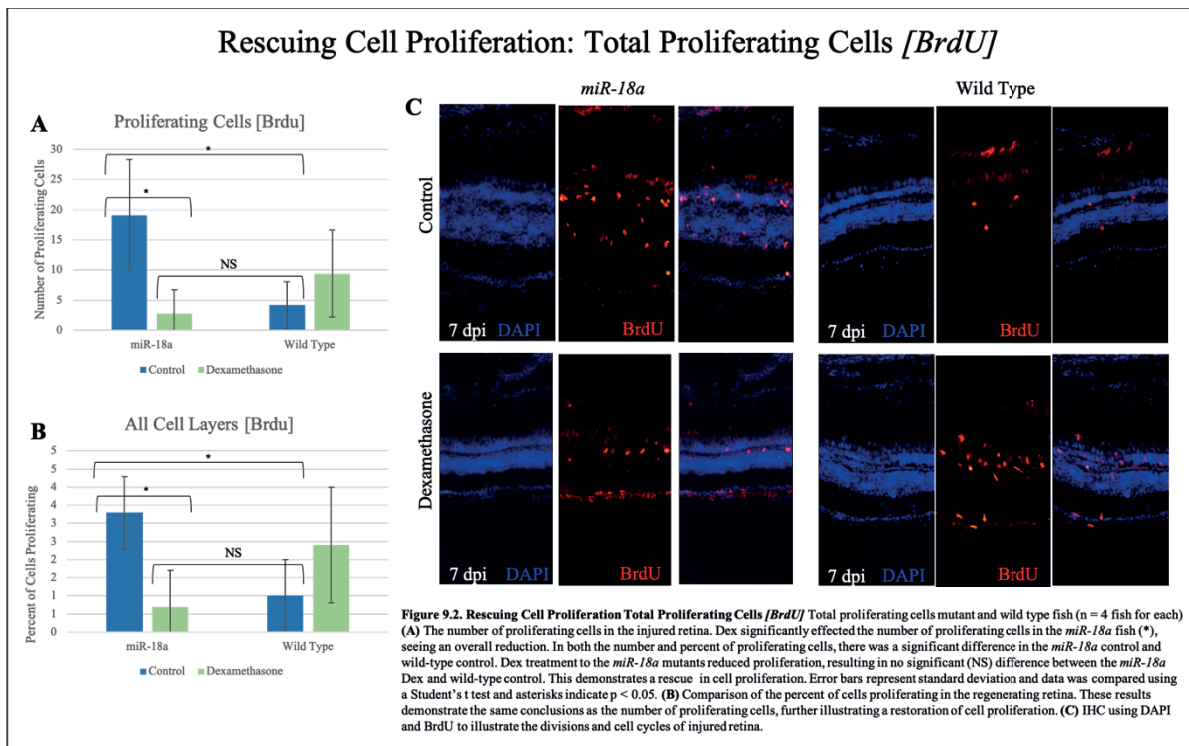 Rescuing Cell Proliferation: Total Proliferating Cells [BrdU]
A
Proliferating Cells [Brdu]
Number of Proliferating Cells
30
25
20
15
10
5
0
*
*
NS
miR-18a
Wild Type
Control
Dexamethasone
B
All Cell Layers [Brdu]
Percent of Cells Proliferating
5
5
4
4
3
3
2
2
1
1
0
*
*
NS
miR-18a
Wild Type
Control
Dexamethasone
C
miR-18a
Wild Type
Control
7 dpi DAPI
BrdU
7 dpi DAPI
BrdU
Dexamethasone
7 dpi DAPI
BrdU
7 dpi DAPI
BrdU
Figure 9.2. Rescuing Cell Proliferation Total Proliferating Cells [BrdU] Total proliferating cells mutant and wild type fish (n = 4 fish for each)
(A) The number of proliferating cells in the injured retina. Dex significantly effected the number of proliferating cells in the miR-18a fish (*),
seeing an overall reduction. In both the number and percent of proliferating cells, there was a significant difference in the miR-18a control and
wild-type control. Dex treatment to the miR-18a mutants reduced proliferation, resulting in no significant (NS) difference between the miR-18a
Dex and wild-type control. This demonstrates a rescue in cell proliferation. Error bars represent standard deviation and data was compared using
a Student's t test and asterisks indicate p < 0.05. (B) Comparison of the percent of cells proliferating in the regenerating retina. These results
demonstrate the same conclusions as the number of proliferating cells, further illustrating a restoration of cell proliferation. (C) IHC using DAPI
and BrdU to illustrate the divisions and cell cycles of injured retina.